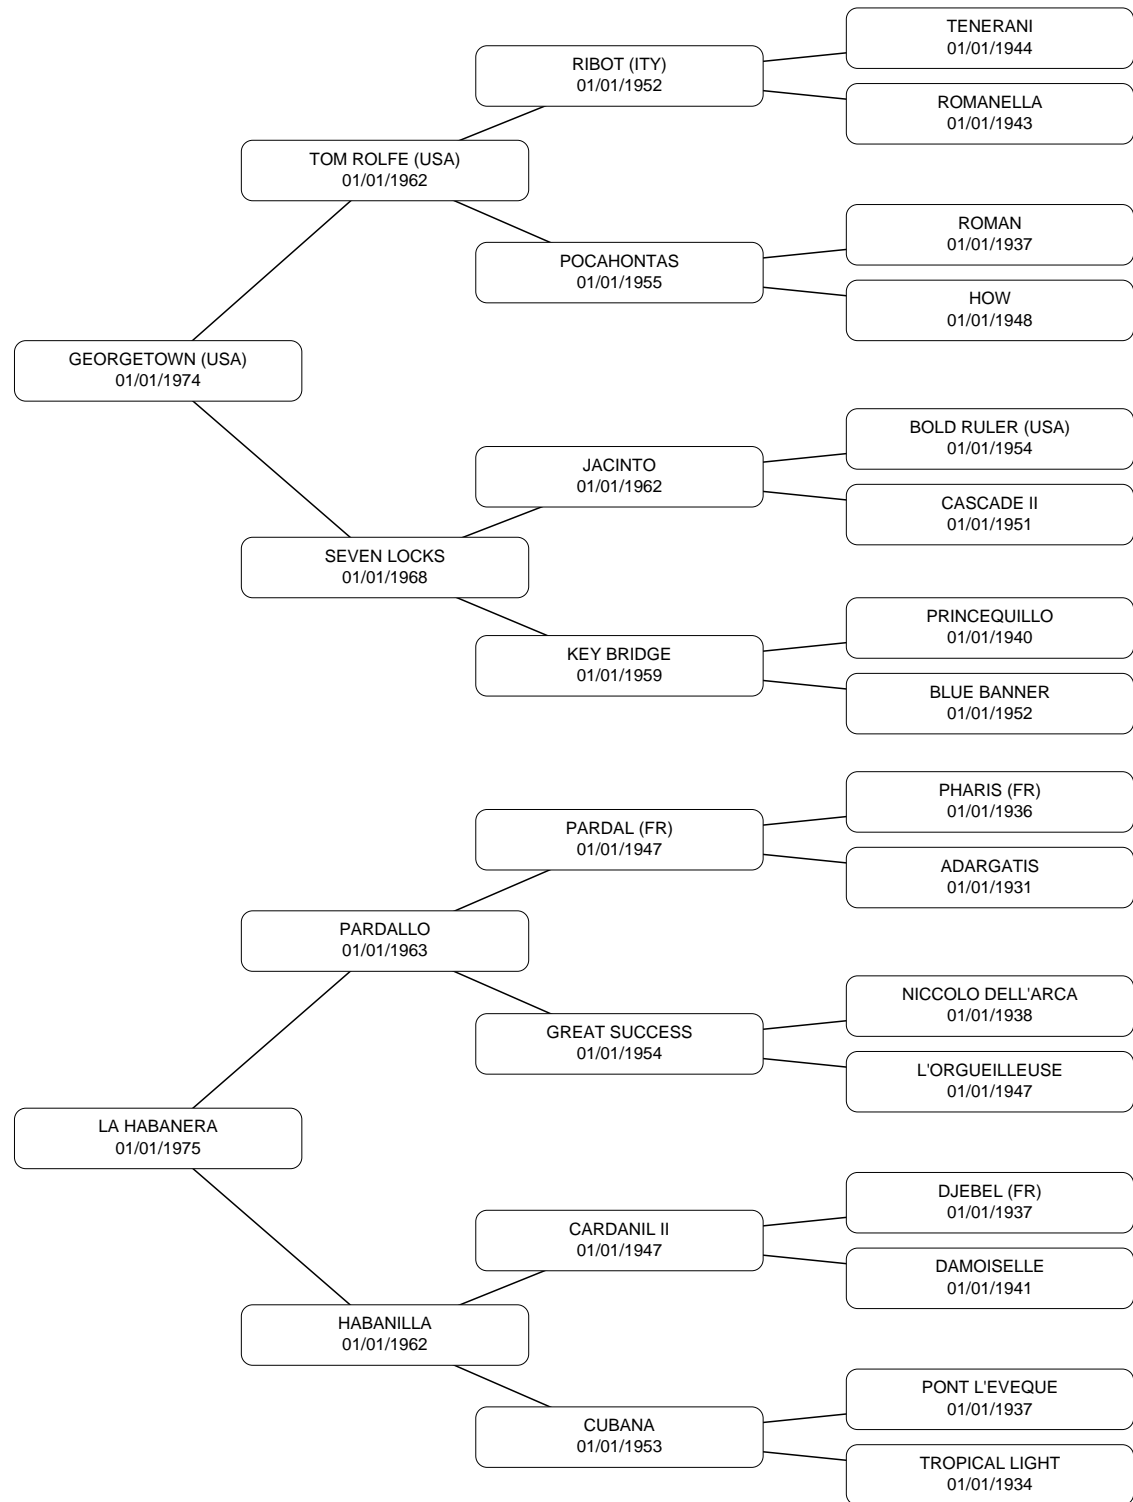 TENERANI
01/01/1944
RIBOT (ITY)
01/01/1952
ROMANELLA
01/01/1943
TOM ROLFE (USA)
01/01/1962
ROMAN
01/01/1937
POCAHONTAS
01/01/1955
HOW
01/01/1948
GEORGETOWN (USA)
01/01/1974
BOLD RULER (USA)
01/01/1954
JACINTO
01/01/1962
CASCADE II
01/01/1951
SEVEN LOCKS
01/01/1968
PRINCEQUILLO
01/01/1940
KEY BRIDGE
01/01/1959
BLUE BANNER
01/01/1952
PHARIS (FR)
01/01/1936
PARDAL (FR)
01/01/1947
ADARGATIS
01/01/1931
PARDALLO
01/01/1963
NICCOLO DELL'ARCA
01/01/1938
GREAT SUCCESS
01/01/1954
L'ORGUEILLEUSE
01/01/1947
LA HABANERA
01/01/1975
DJEBEL (FR)
01/01/1937
CARDANIL II
01/01/1947
DAMOISELLE
01/01/1941
HABANILLA
01/01/1962
PONT L'EVEQUE
01/01/1937
CUBANA
01/01/1953
TROPICAL LIGHT
01/01/1934